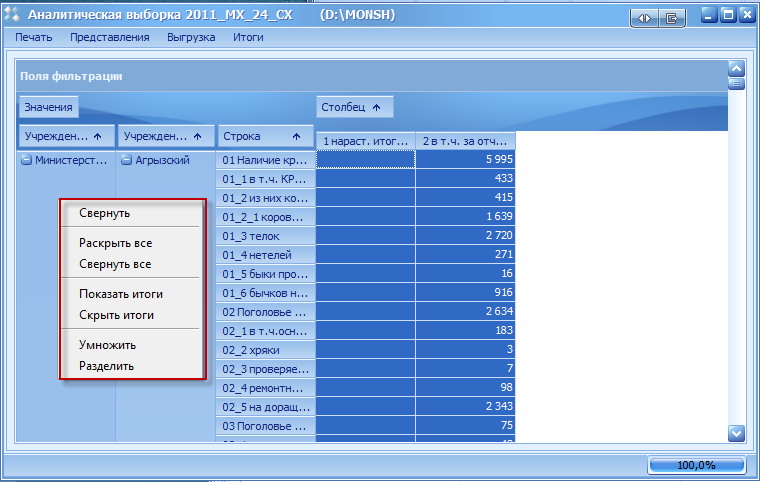 Аналитическая выборка 2011_МХ_24_СХ (D:\MONSH)
Печать Представления Выгрузка Итоги
Поля фильтрации
Значения Столбец
Учрежден... Учрежден... Строка 1 нараст. итог... 2 в т.ч. за отч...
Министерст... Агрызский 01 Наличие кр... 5 995
01_1 в т.ч. КР... 433
01_2 из них ко... 415
01_2_1 коров... 1 639
01_3 телок 2 720
01_4 нетелей 271
01_5 быки про... 16
01_6 бычков н... 916
02 Поголовье ... 2 634
02_1 в т.ч.осн... 183
02_2 хряки 3
02_3 проверяе... 7
02_4 ремонтн... 98
02_5 на доращ... 2 343
03 Поголовье ... 75
Свернуть
Раскрыть все
Свернуть все
Показать итоги
Скрыть итоги
Умножить
Разделить
100,0%